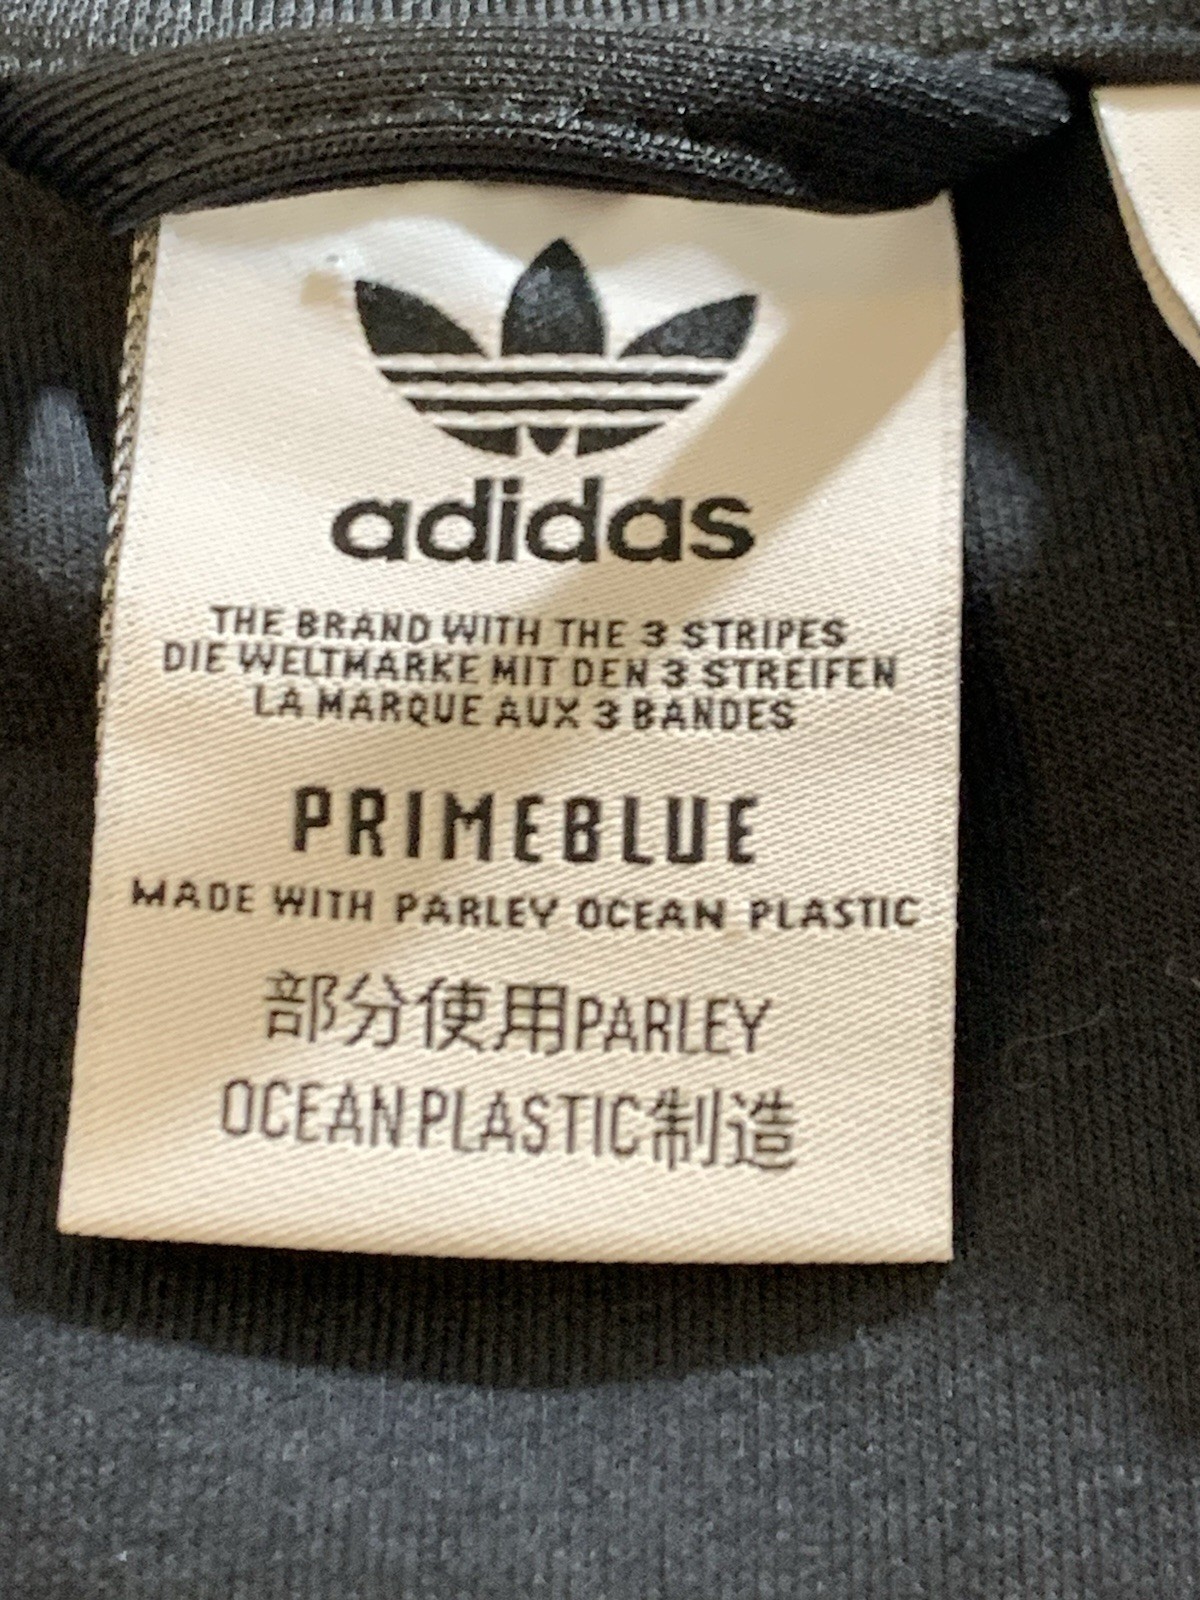 adidas
THE BRAND WITH THE 3 STRIPES
DIE WELTMARKE MIT DEN 3 STREIFEN
LA MARQUE AUX 3 BANDES
PRIMEBLUE
MADE WITH PARLEY OCEAN PLASTIC
部分使用PARLEY
OCEAN PLASTIC制造